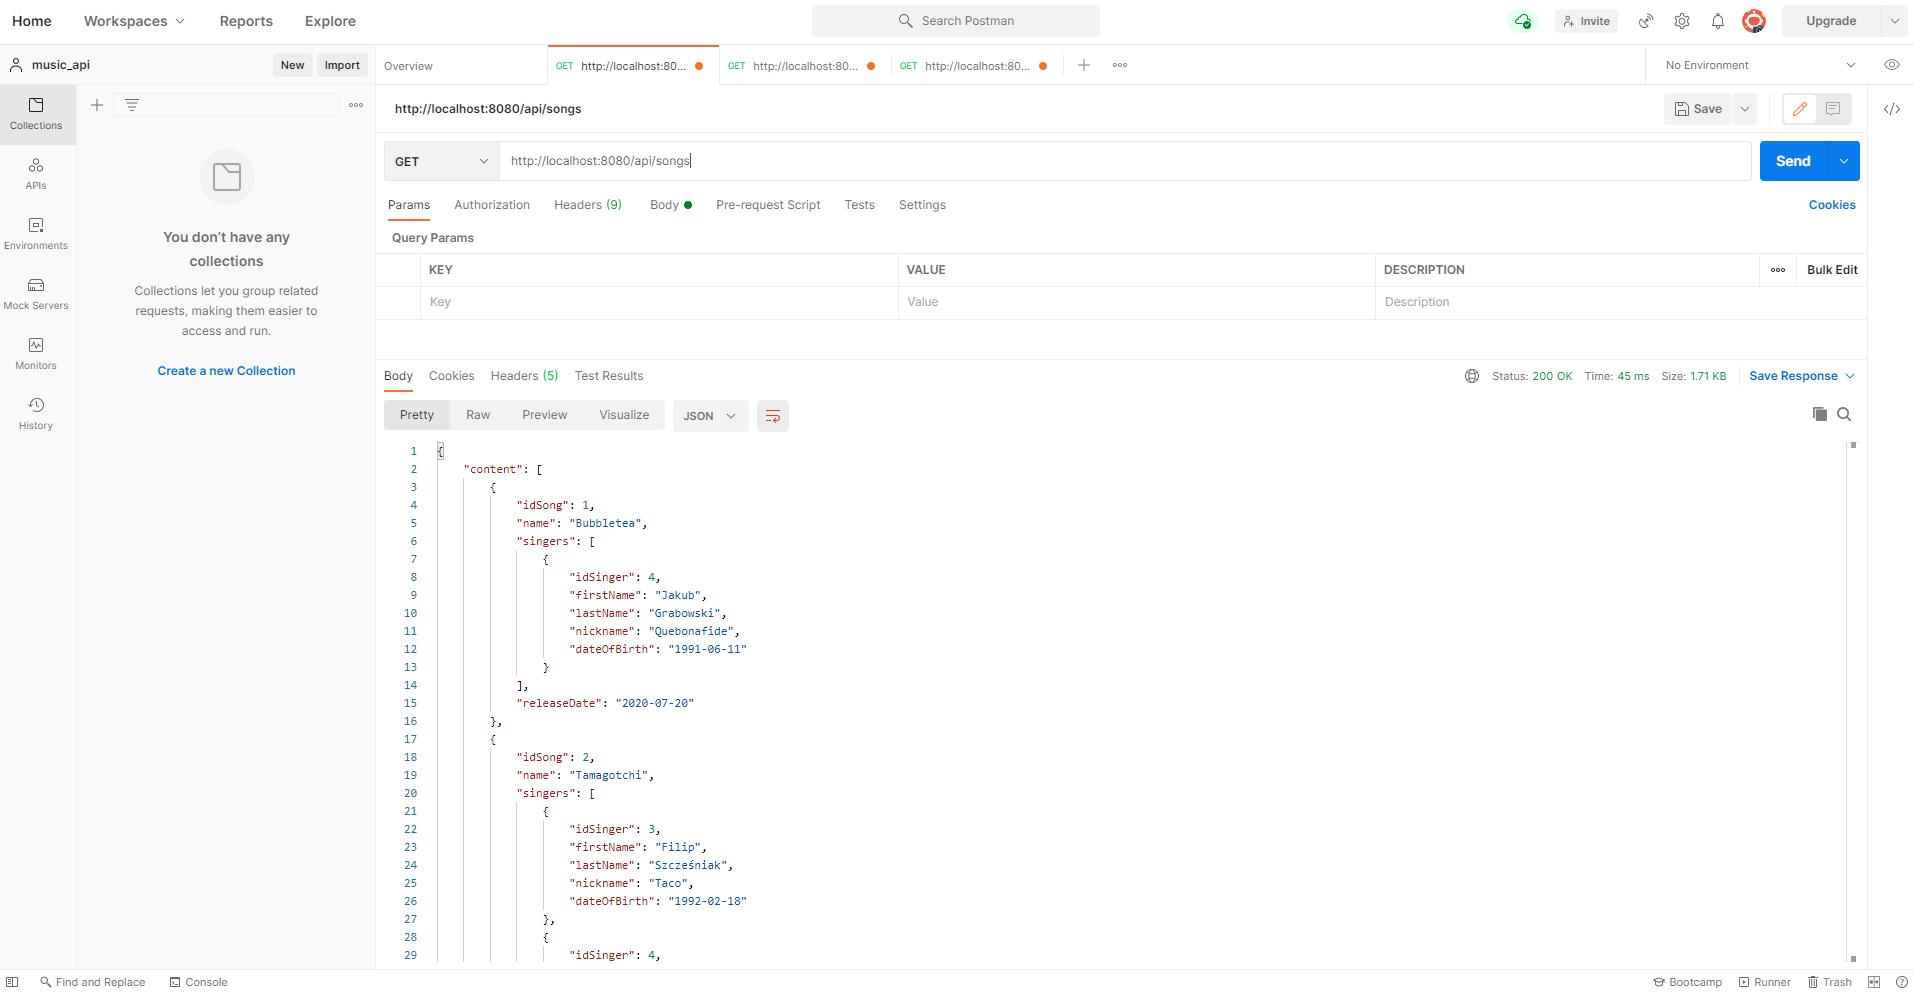 Home Workspaces Reports Explore Search Postman Invite Upgrade
music_api New Import Overview GET http://localhost:80... GET http://localhost:80... GET http://localhost:80... No Environment
http://localhost:8080/api/songs Save
GET http://localhost:8080/api/songs Send
Params Authorization Headers (9) Body Pre-request Script Tests Settings Cookies
Query Params
KEY VALUE DESCRIPTION Bulk Edit
Key Value Description
Collections
APIs
Environments
Mock Servers
Monitors
History
You don't have any
collections
Collections let you group related
requests, making them easier to
access and run.
Create a new Collection
Body Cookies Headers (5) Test Results Status: 200 OK Time: 45 ms Size: 1.71 KB Save Response
Pretty Raw Preview Visualize JSON
1 {
2 "content": [
3 {
4 "idSong": 1,
5 "name": "Bubbletea",
6 "singers": [
7 {
8 "idSinger": 4,
9 "firstName": "Jakub",
10 "lastName": "Grabowski",
11 "nickname": "Quebonafide",
12 "dateOfBirth": "1991-06-11"
13 }
14 ],
15 "releaseDate": "2020-07-20"
16 },
17 {
18 "idSong": 2,
19 "name": "Tamagotchi",
20 "singers": [
21 {
22 "idSinger": 3,
23 "firstName": "Filip",
24 "lastName": "Szcześniak",
25 "nickname": "Taco",
26 "dateOfBirth": "1992-02-18"
27 },
28 {
29 "idSinger": 4,
Find and Replace Console Bootcamp Runner Trash